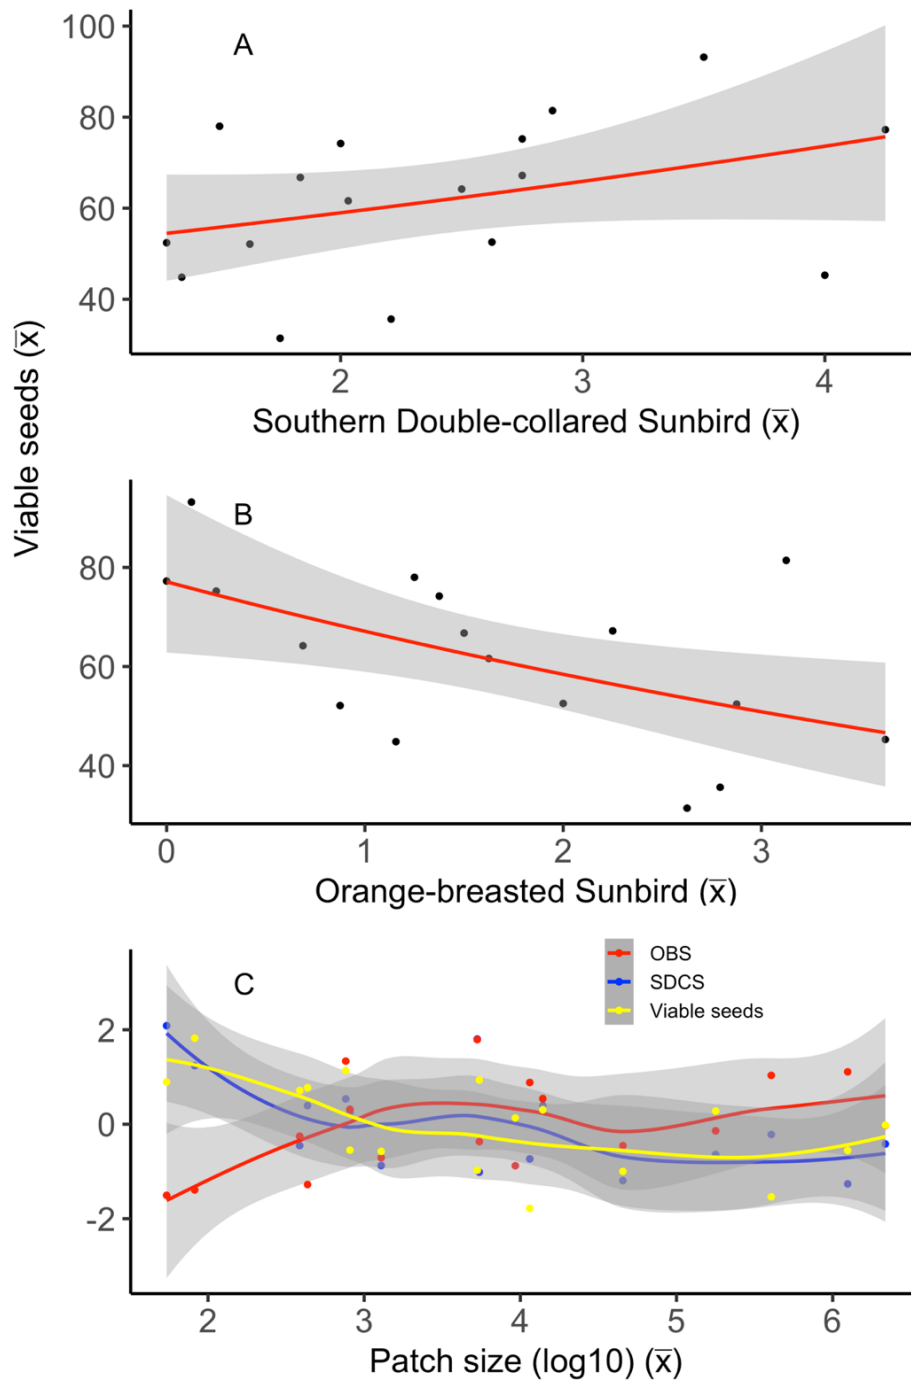 Viable seeds (x̅)
100
80
60
40
A
2
3
4
Southern Double-collared Sunbird (x̅)
80
60
40
B
0
1
2
3
Orange-breasted Sunbird (x̅)
2
0
-2
C
OBS
SDCS
Viable seeds
2
3
4
5
6
Patch size (log10) (x̅)